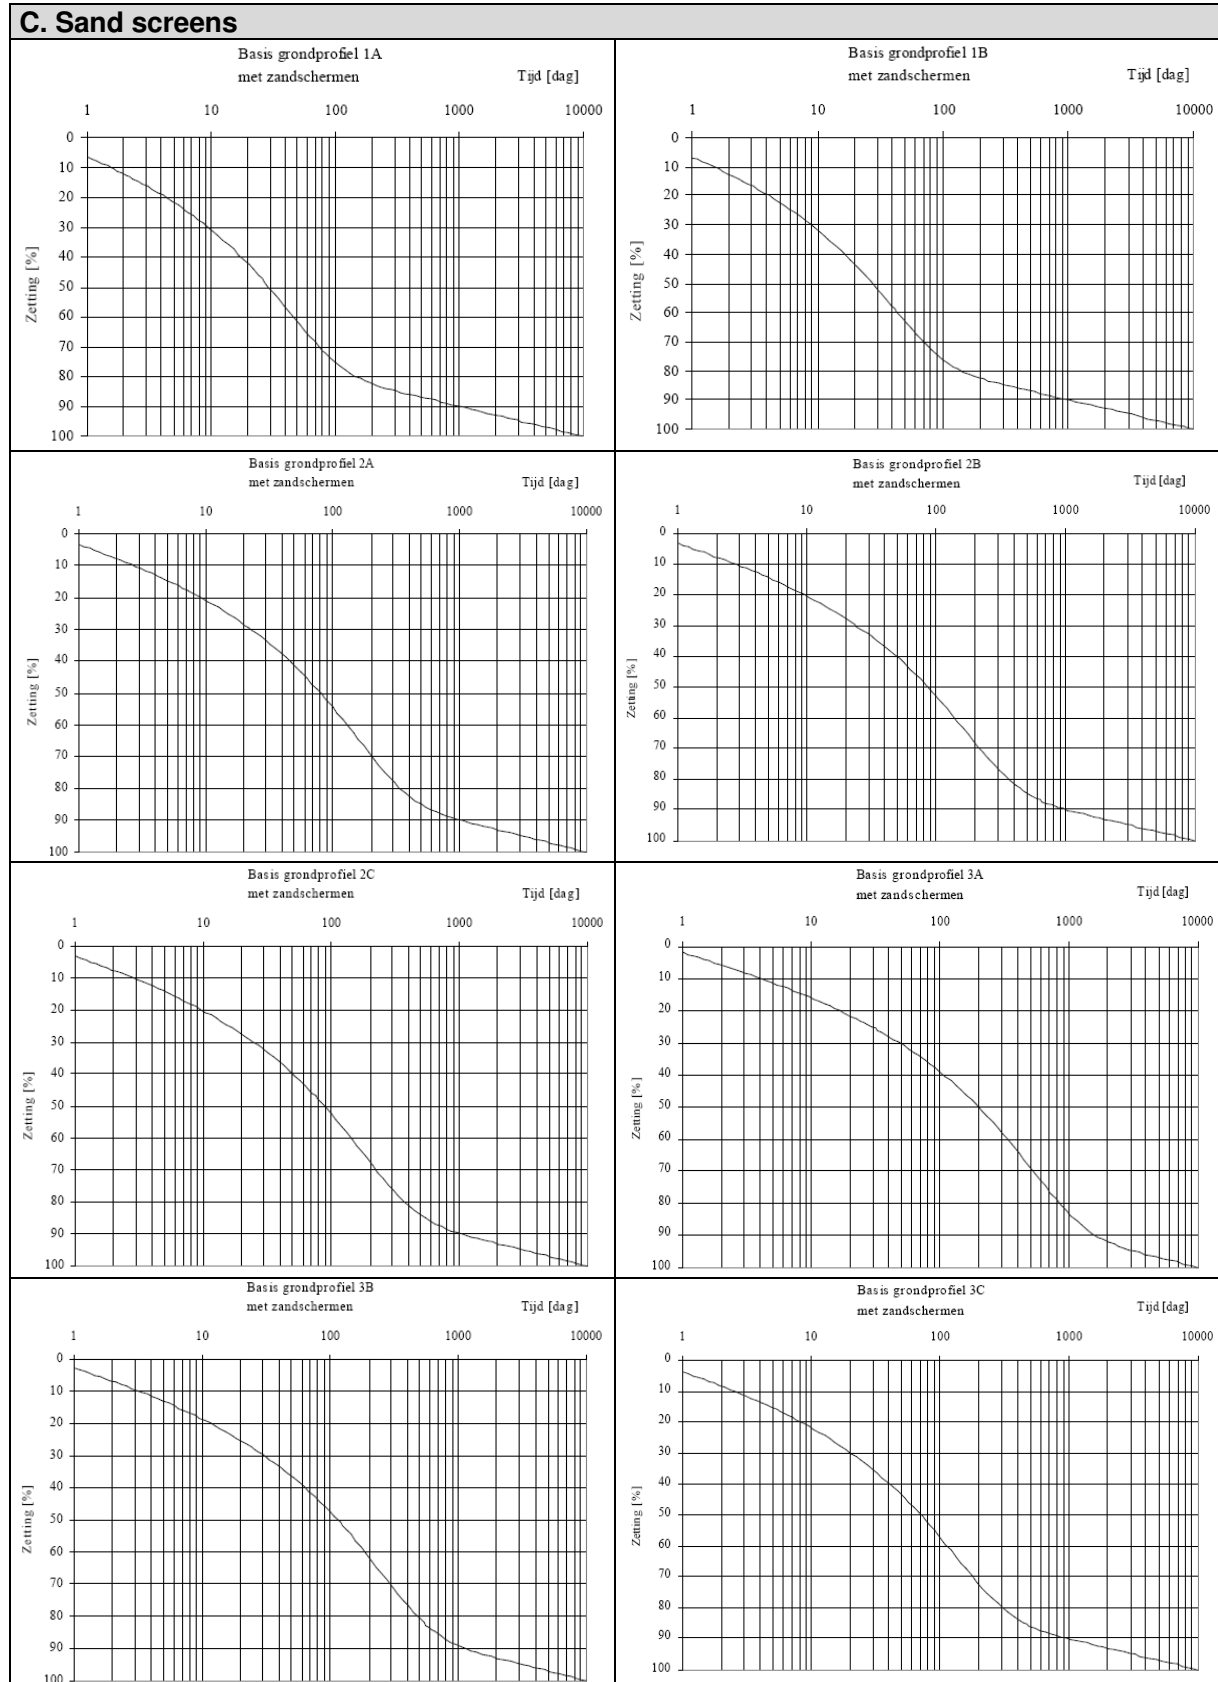 C. Sand screens
Basis grondprofiel 1A
met zandschermen
Tijd [dag]
1 10 100 1000 10000
0
10
20
30
40
50
60
70
80
90
100
Zetting [%]
Basis grondprofiel 1B
met zandschermen
Tijd [dag]
1 10 100 1000 10000
0
10
20
30
40
50
60
70
80
90
100
Zetting [%]
Basis grondprofiel 2A
met zandschermen
Tijd [dag]
1 10 100 1000 10000
0
10
20
30
40
50
60
70
80
90
100
Zetting [%]
Basis grondprofiel 2B
met zandschermen
Tijd [dag]
1 10 100 1000 10000
0
10
20
30
40
50
60
70
80
90
100
Zetting [%]
Basis grondprofiel 2C
met zandschermen
Tijd [dag]
1 10 100 1000 10000
0
10
20
30
40
50
60
70
80
90
100
Zetting [%]
Basis grondprofiel 3A
met zandschermen
Tijd [dag]
1 10 100 1000 10000
0
10
20
30
40
50
60
70
80
90
100
Zetting [%]
Basis grondprofiel 3B
met zandschermen
Tijd [dag]
1 10 100 1000 10000
0
10
20
30
40
50
60
70
80
90
100
Zetting [%]
Basis grondprofiel 3C
met zandschermen
Tijd [dag]
1 10 100 1000 10000
0
10
20
30
40
50
60
70
80
90
100
Zetting [%]